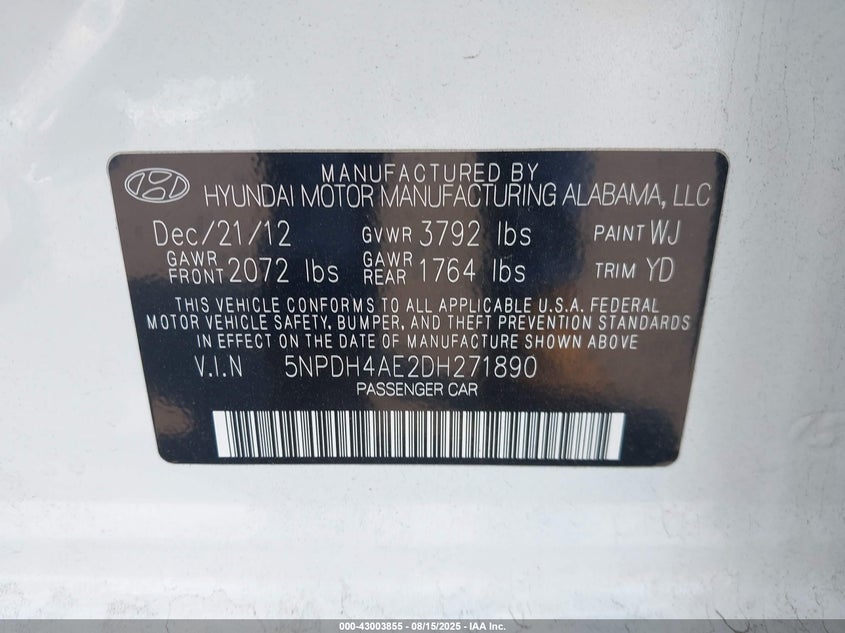 MANUFACTURED BY
HYUNDAI MOTOR MANUFACTURING ALABAMA, LLC
Dec/21/12 GVWR 3792 lbs PAINT WJ
GAWR FRONT 2072 lbs GAWR REAR 1764 lbs TRIM YD
THIS VEHICLE CONFORMS TO ALL APPLICABLE U.S.A. FEDERAL
MOTOR VEHICLE SAFETY, BUMPER, AND THEFT PREVENTION STANDARDS
IN EFFECT ON THE DATE OF MANUFACTURE SHOWN ABOVE
V.I.N 5NPDH4AE2DH271890
PASSENGER CAR
000-43003855 - 08/15/2025 - IAA Inc.